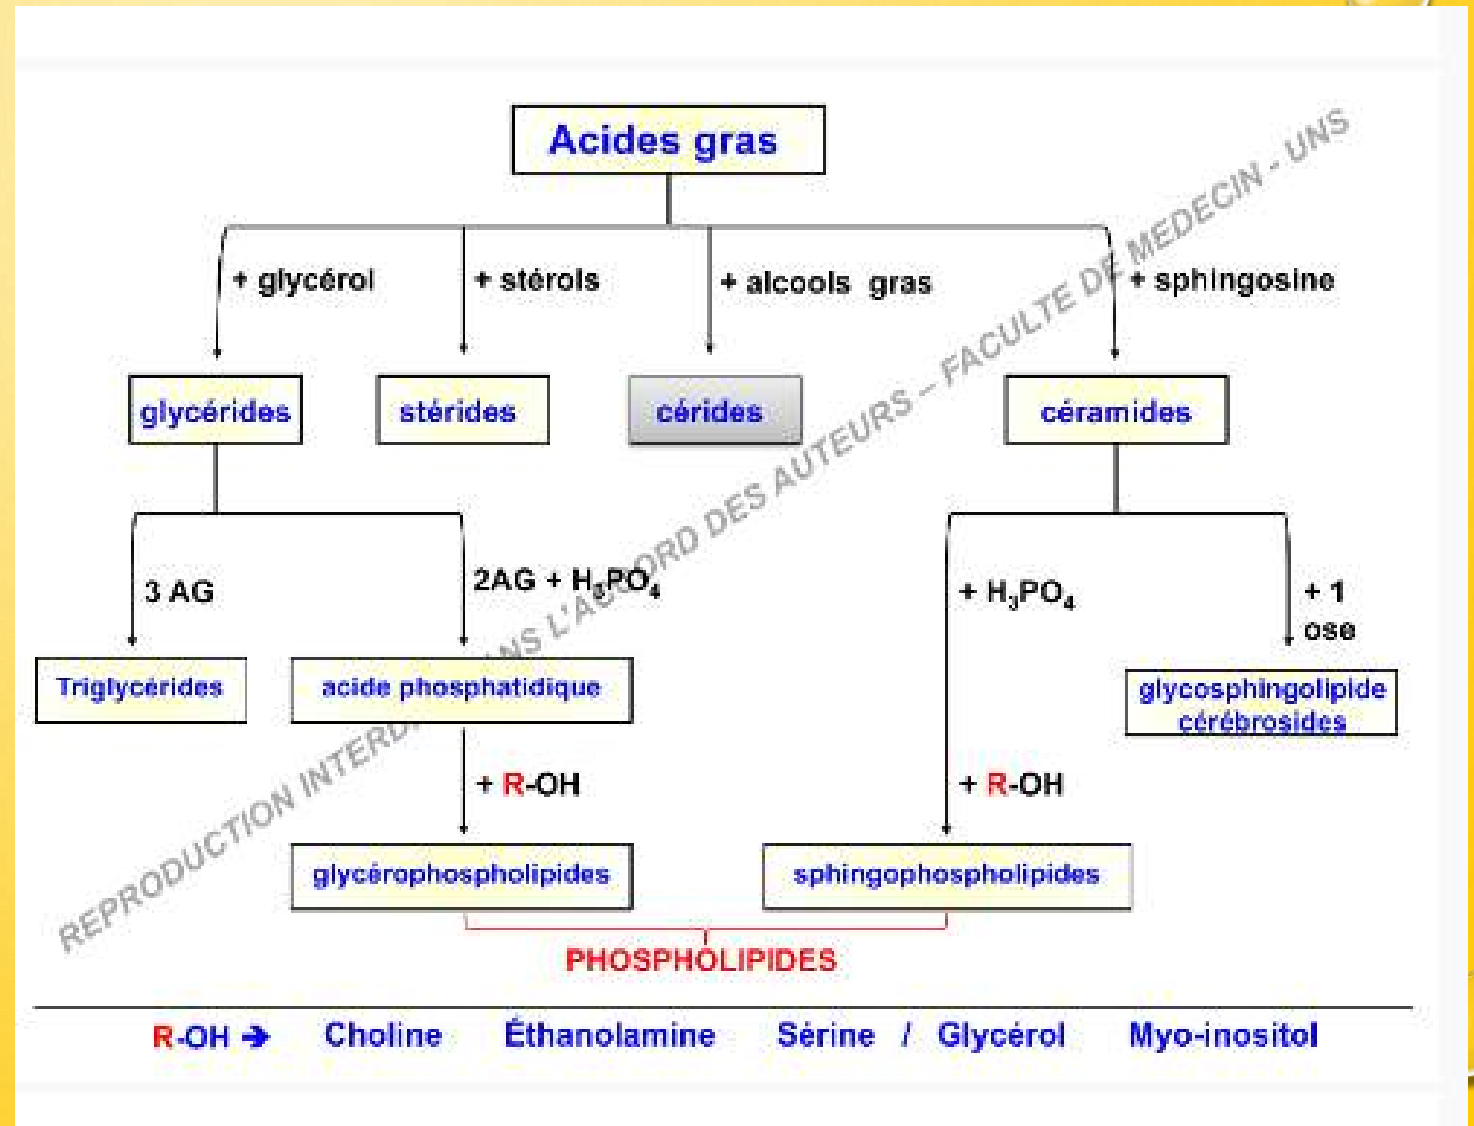 Acides gras
+ glycérol
+ stérols
+ alcools gras
+ sphingosine
glycérides
stérides
cérides
céramides
3 AG
2AG + H₃PO₄
+ H₃PO₄
+ 1
ose
Triglycérides
acide phosphatidique
glycosphingolipide
cérébrosides
+ R-OH
+ R-OH
glycérophospholipides
sphingophospholipides
PHOSPHOLIPIDES
R-OH ➔ Choline Éthanolamine Sérine / Glycérol Myo-inositol
REPRODUCTION L'ACCORD DES AUTEURS – FACULTE DE MEDECIN - UNS